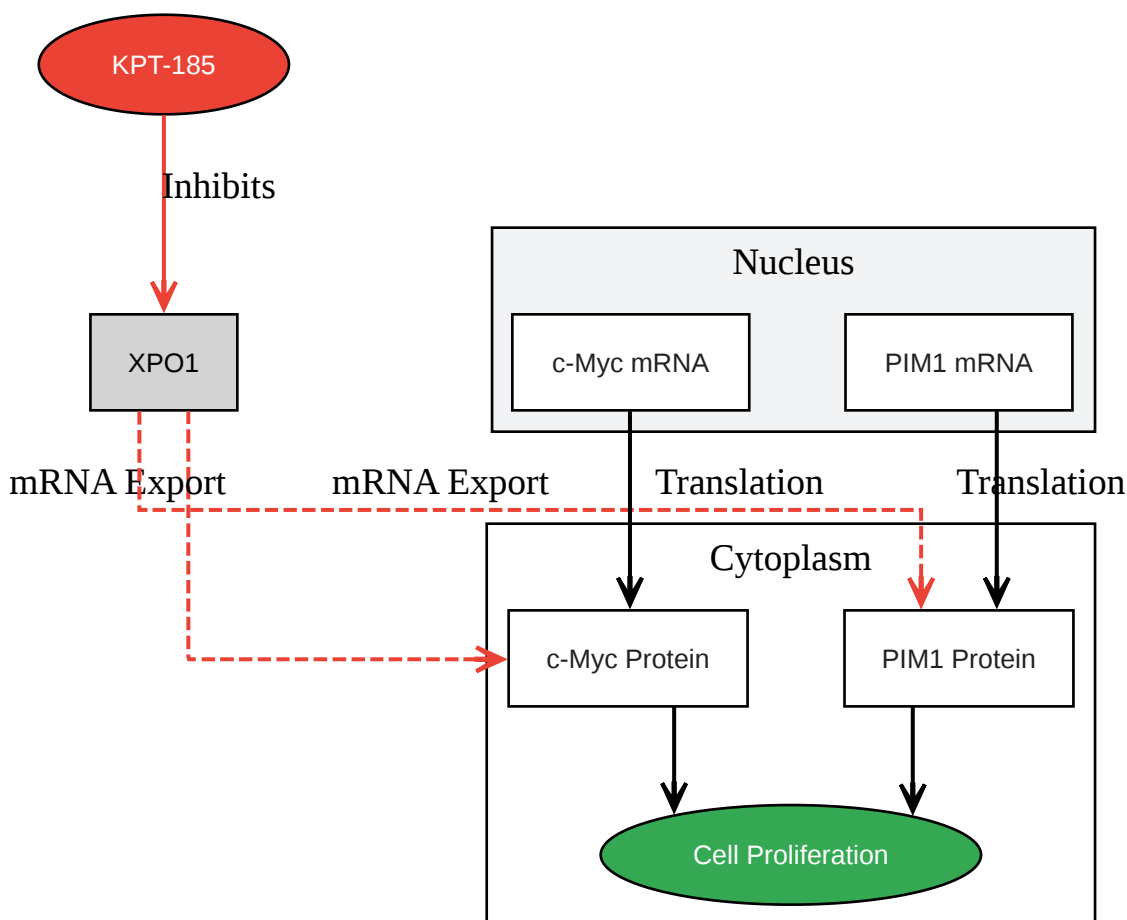 KPT-185
Inhibits
Nucleus
XPO1
c-Myc mRNA
PIM1 mRNA
mRNA Export
mRNA Export
Translation
Translation
Cytoplasm
c-Myc Protein
PIM1 Protein
Cell Proliferation